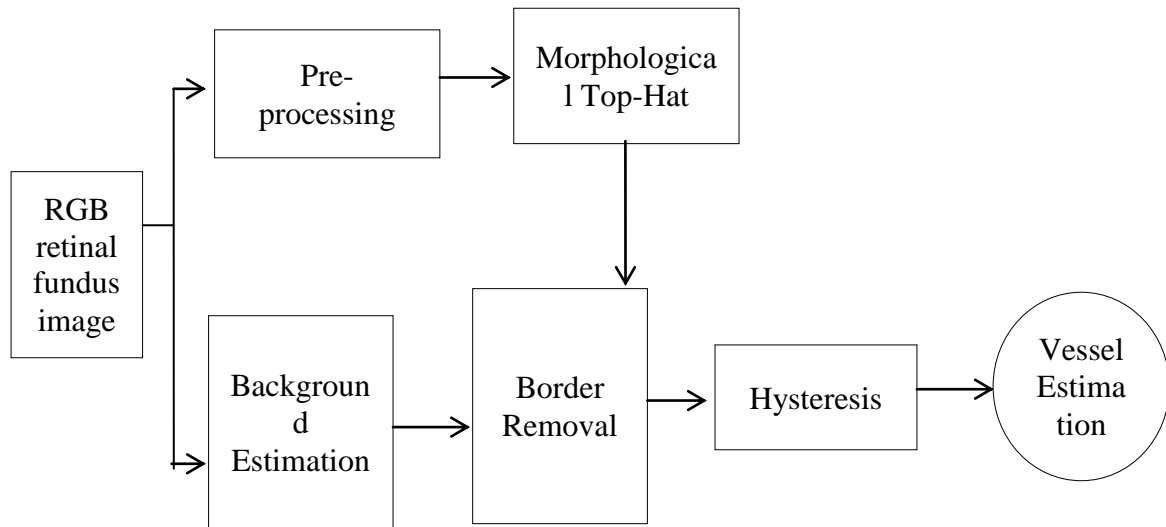 Pre-
processing
Morphologica
l Top-Hat
RGB
retinal
fundus
image
Backgroun
d
Estimation
Border
Removal
Hysteresis
Vessel
Estima
tion